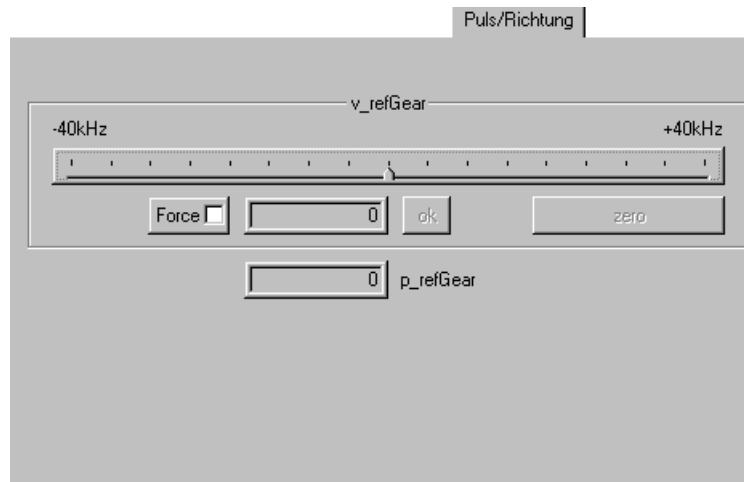 Puls/Richtung
v_refGear
-40kHz +40kHz
Force 0 ok zero
0 p_refGear